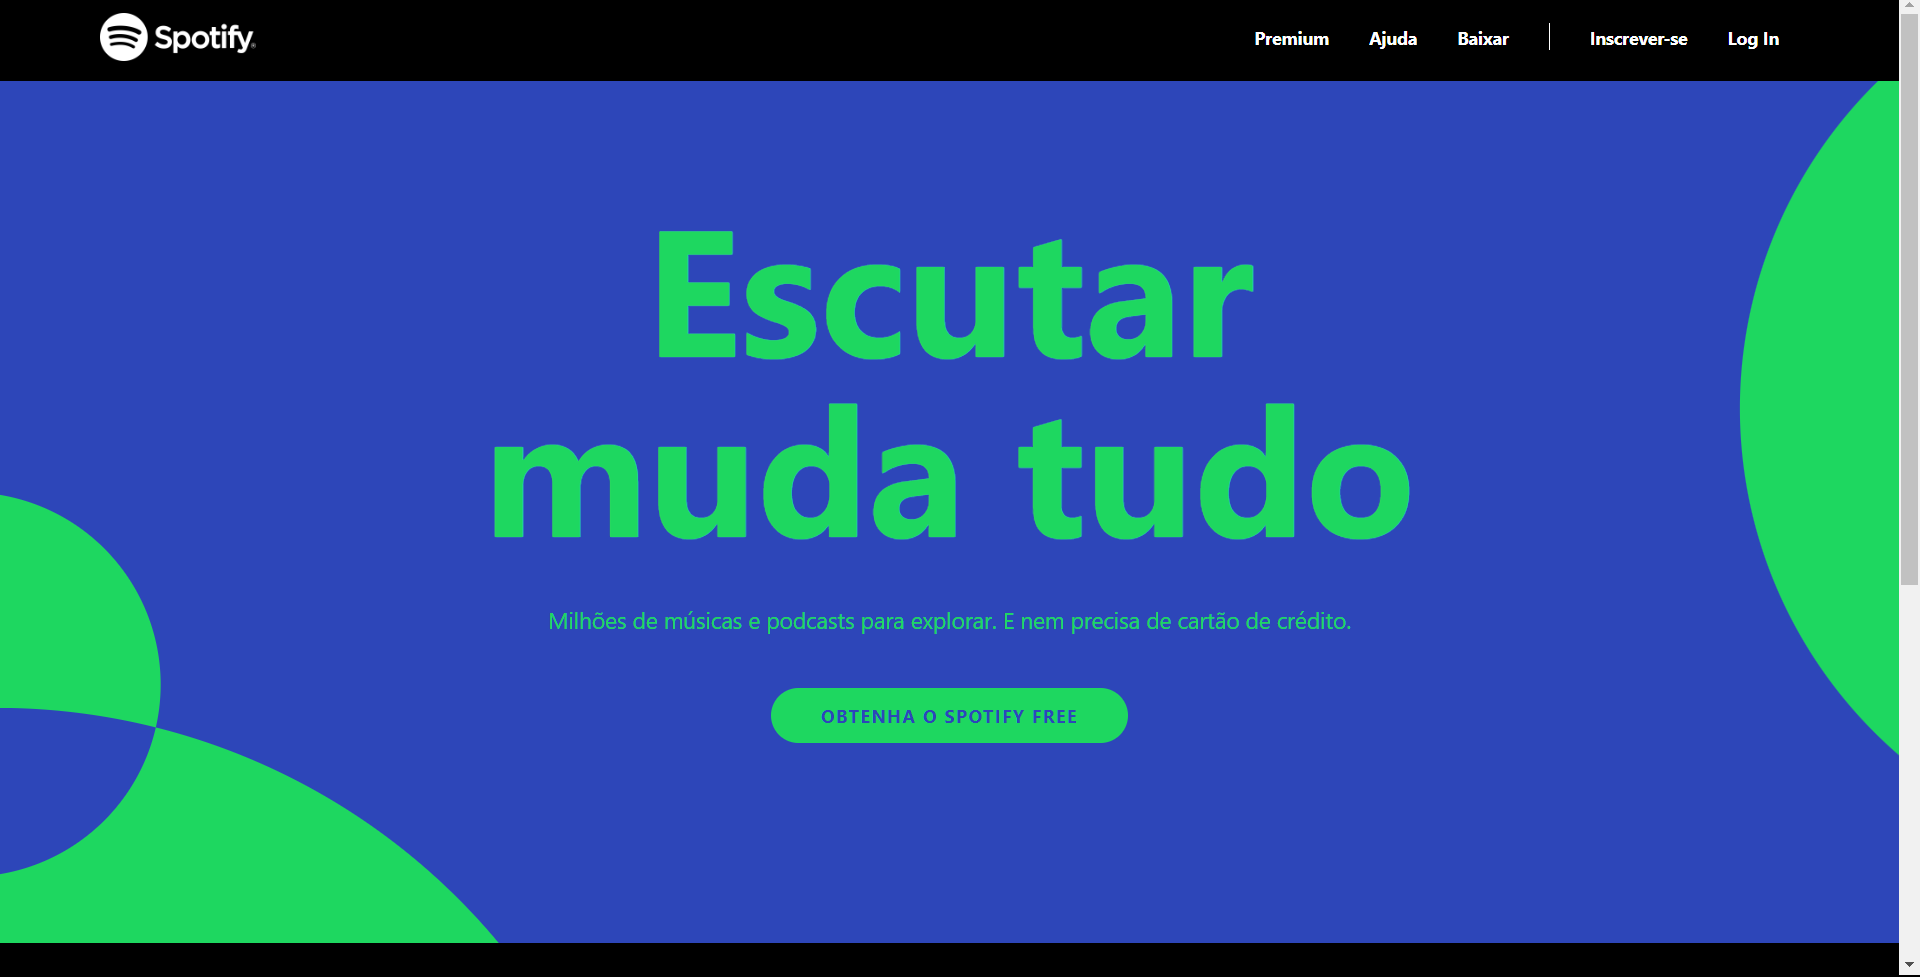 Spotify®
Premium
Ajuda
Baixar
Inscrever-se
Log In
Escutar
muda tudo
Milhões de músicas e podcasts para explorar. E nem precisa de cartão de crédito.
OBTENHA O SPOTIFY FREE